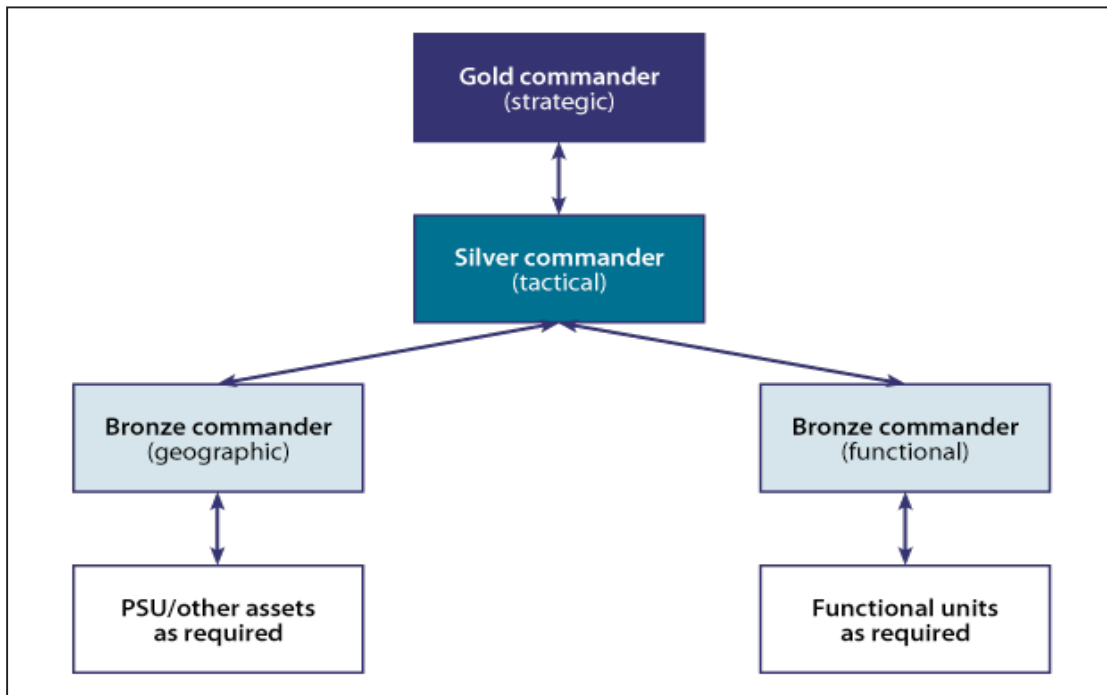 Gold commander
(strategic)
Silver commander
(tactical)
Bronze commander
(geographic)
Bronze commander
(functional)
PSU/other assets
as required
Functional units
as required